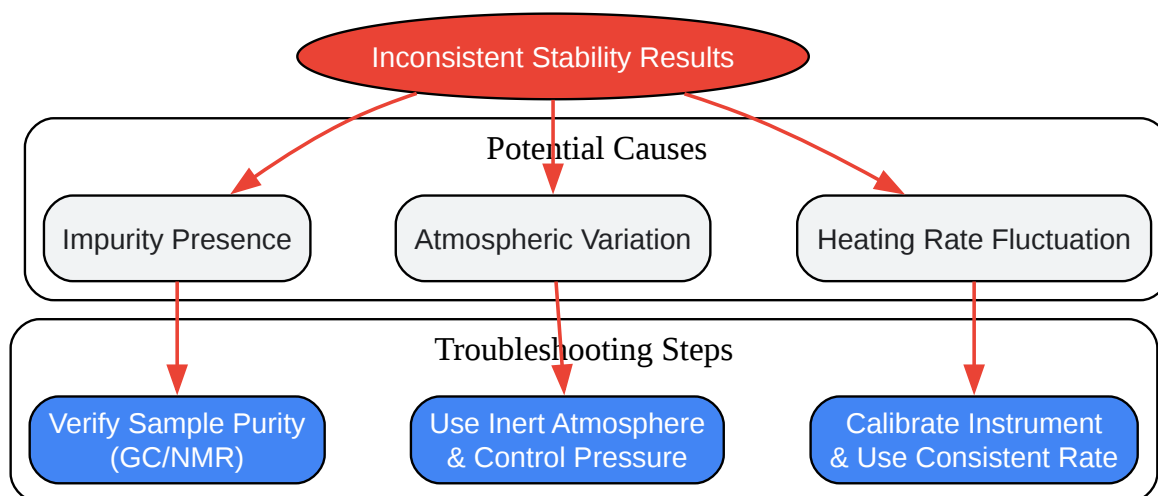 Inconsistent Stability Results
Potential Causes
Impurity Presence
Atmospheric Variation
Heating Rate Fluctuation
Troubleshooting Steps
Verify Sample Purity
(GC/NMR)
Use Inert Atmosphere
& Control Pressure
Calibrate Instrument
& Use Consistent Rate